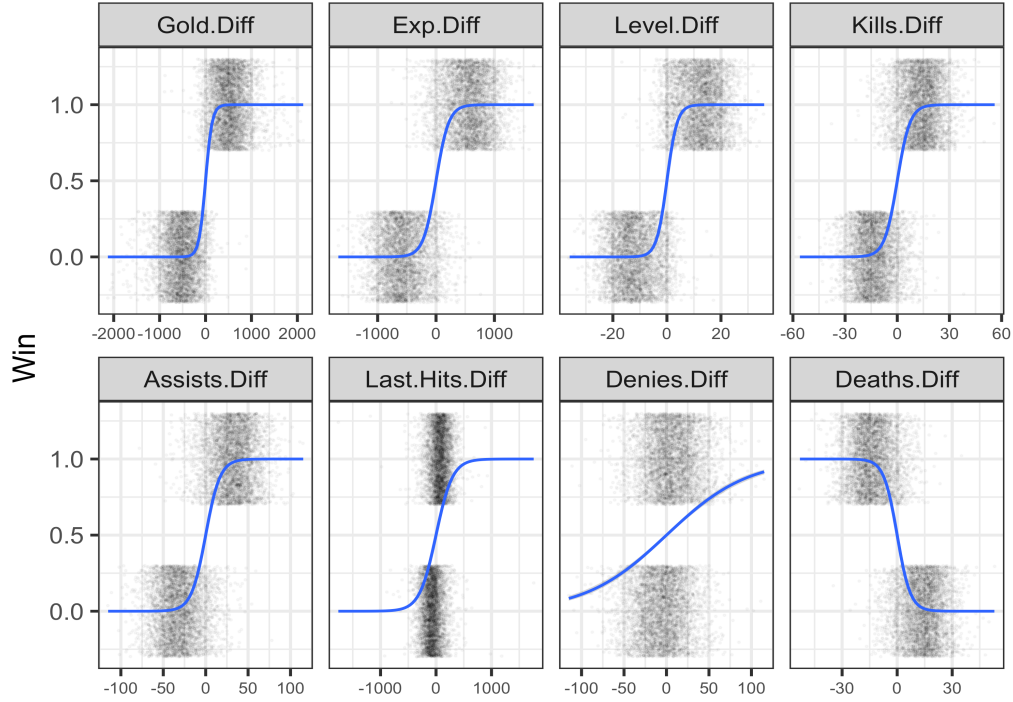 Gold.Diff Exp.Diff Level.Diff Kills.Diff
1.0
0.5
0.0
-2000 -1000 0 1000 2000 -1000 0 1000 -20 0 20 -60 -30 0 30 60
Win
Assists.Diff Last.Hits.Diff Denies.Diff Deaths.Diff
1.0
0.5
0.0
-100 -50 0 50 100 -1000 0 1000 -100 -50 0 50 100 -30 0 30